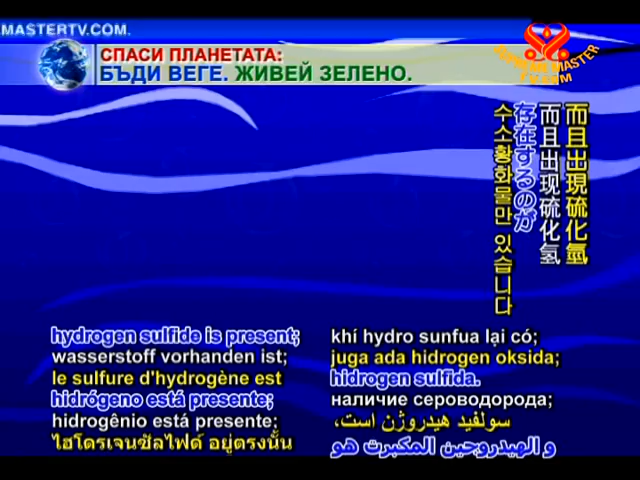 MASTERTV.COM.
СПАСИ ПЛАНЕТАТА:
БЪДИ ВЕГЕ. ЖИВЕЙ ЗЕЛЕНО.
SUPREME MASTER
TV.COM
而且出現硫化氫
而且出现硫化氢
存在するのが
수소황화물만 있습니다
hydrogen sulfide is present;
wasserstoff vorhanden ist;
le sulfure d'hydrogène est
hidrógeno está presente;
hidrogênio está presente;
ไฮโดรเจนซัลไฟด์ อยู่ตรงนั้น
khí hydro sunfua lại có;
juga ada hidrogen oksida;
hidrogen sulfida.
наличие сероводорода;
سولفید هیدروژن است،
و الهيدروجين المكبرت هو